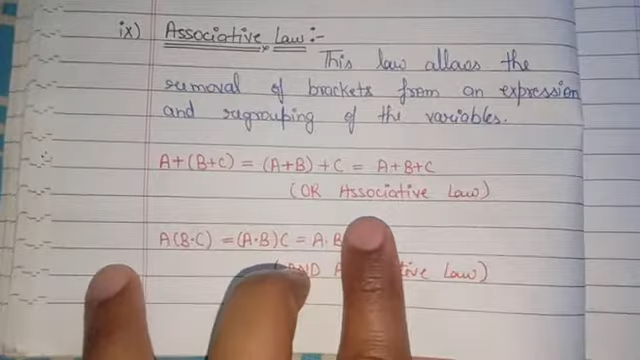 ix) Associative Law:-
This law allows the
removal of brackets from an expression
and regrouping of the variables.
A+(B+C) = (A+B)+C = A+B+C
(OR Associative Law)
A(B·C) = (A·B)C = A·B
(AND Law)